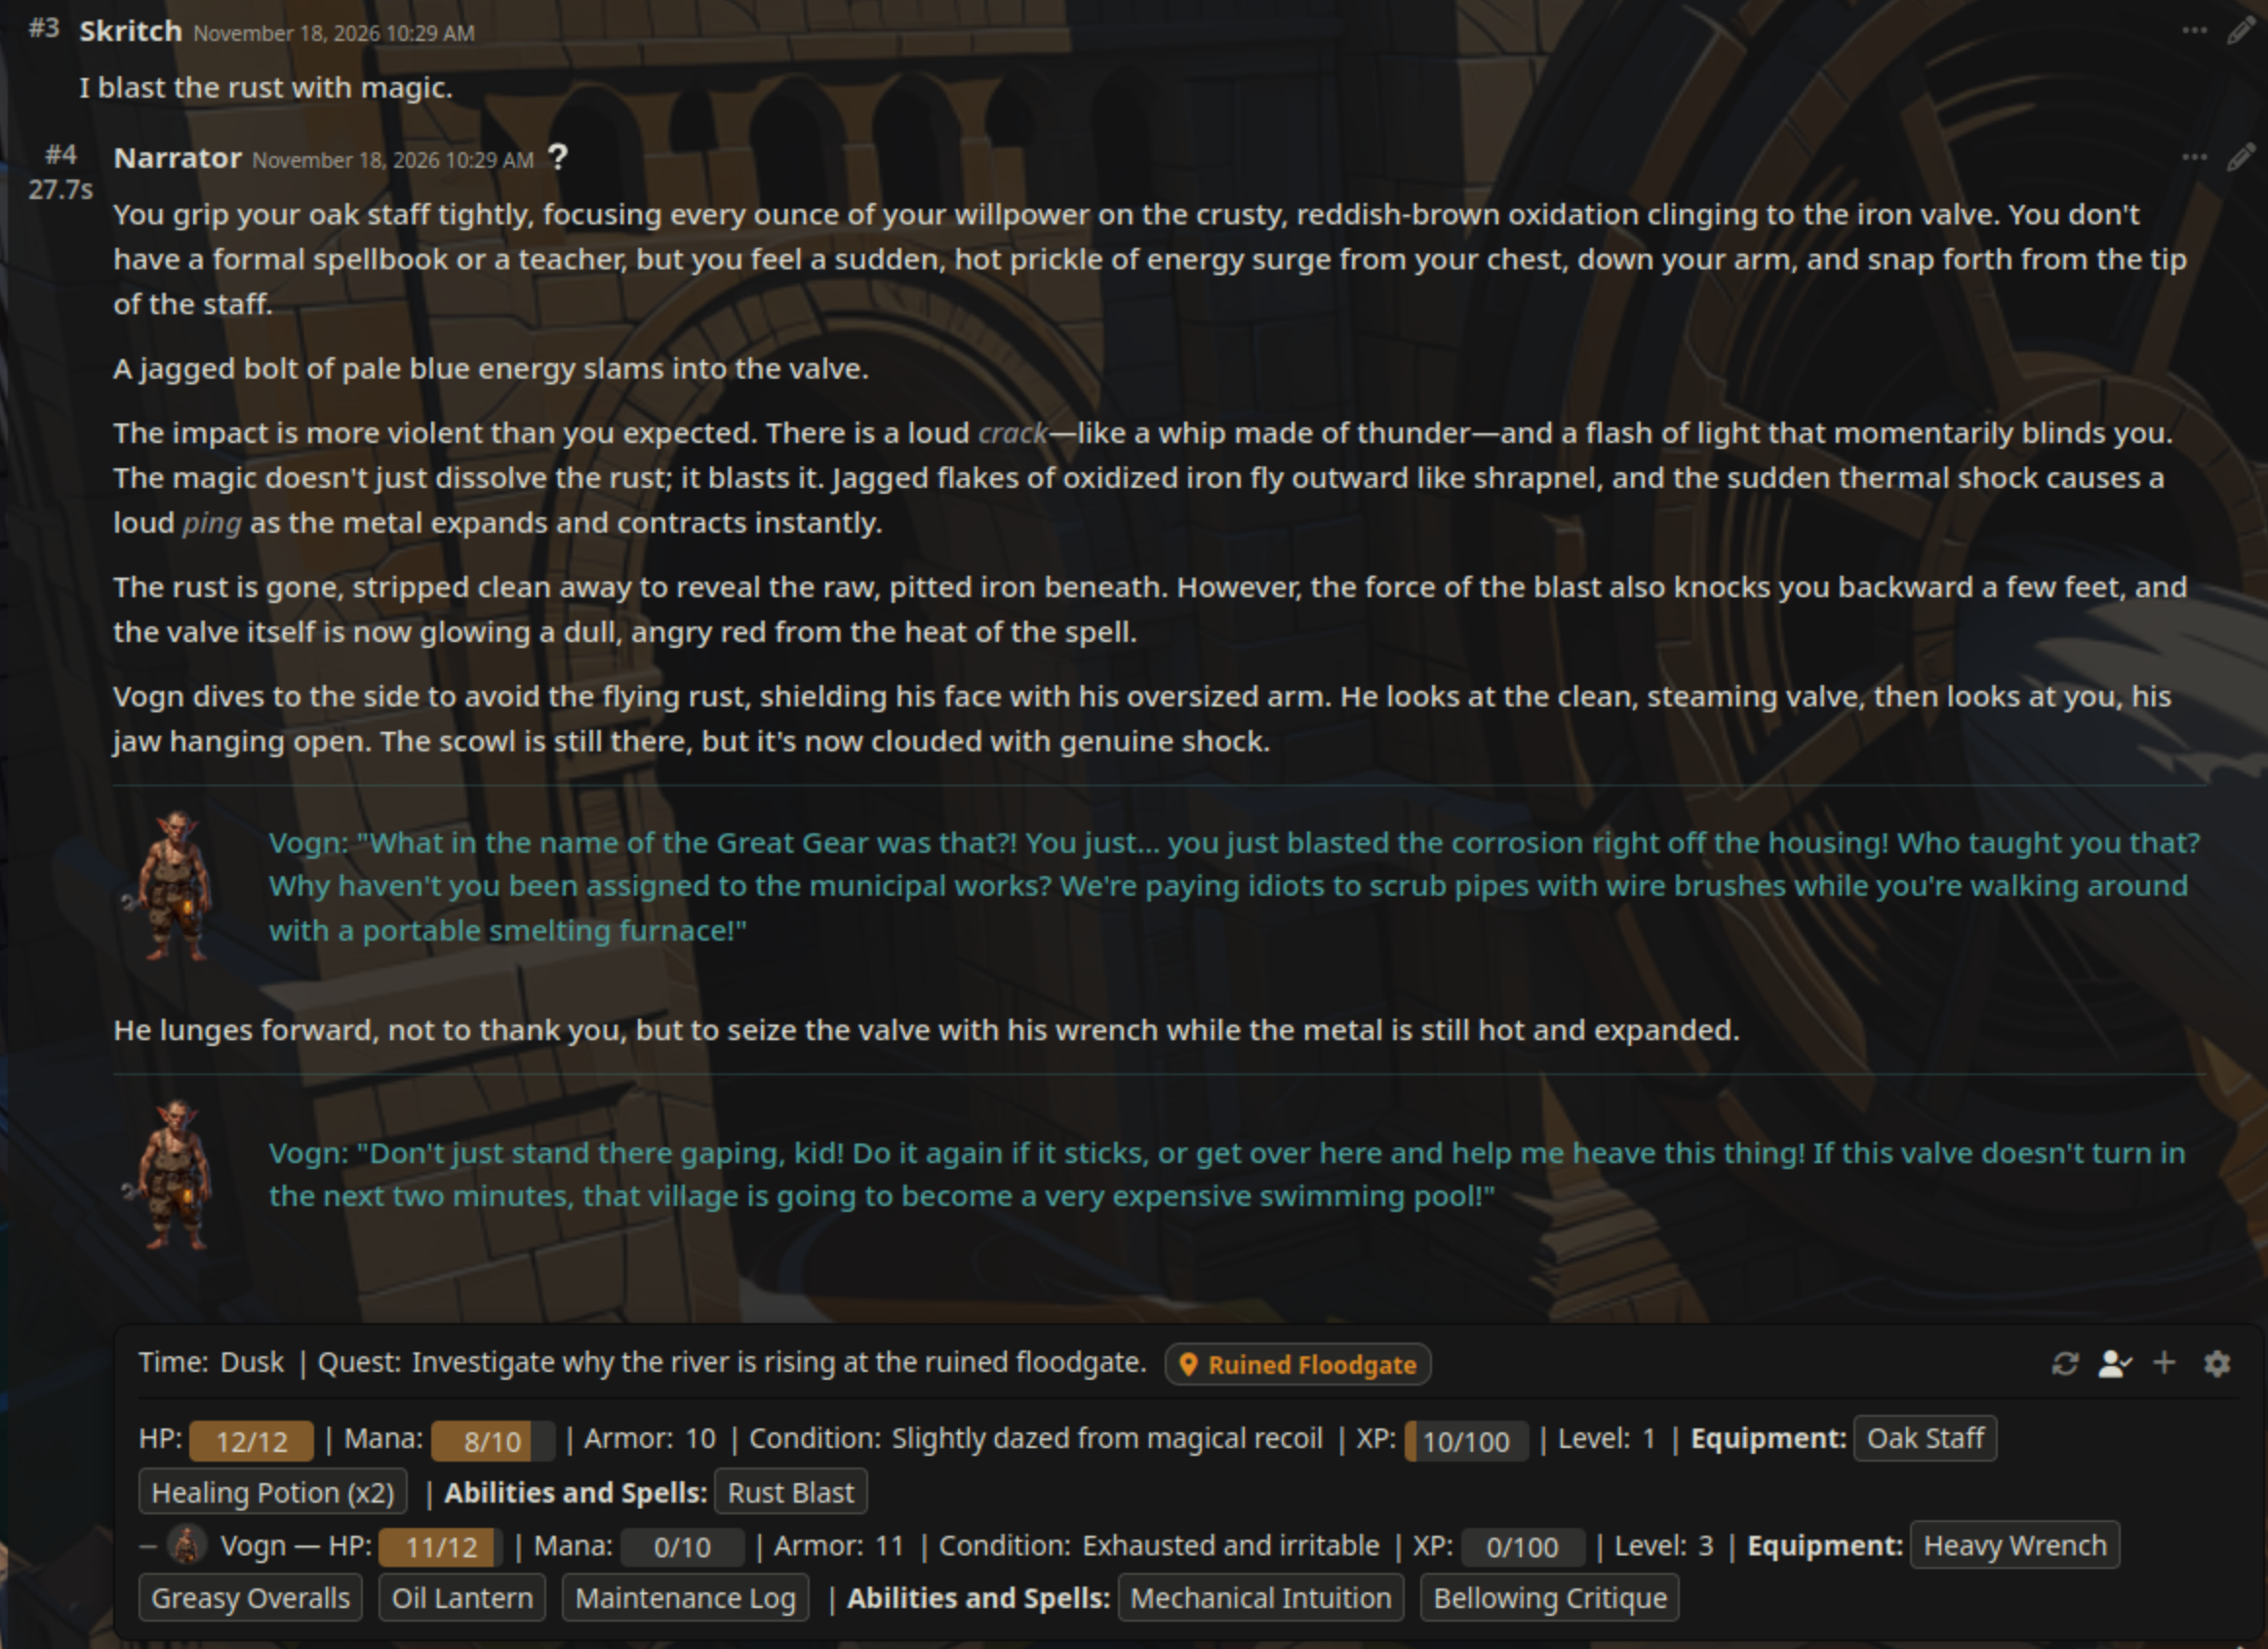 #3 Skritch November 18, 2026 10:29 AM
I blast the rust with magic.
#4 Narrator November 18, 2026 10:29 AM ?
27.7s
You grip your oak staff tightly, focusing every ounce of your willpower on the crusty, reddish-brown oxidation clinging to the iron valve. You don't
have a formal spellbook or a teacher, but you feel a sudden, hot prickle of energy surge from your chest, down your arm, and snap forth from the tip
of the staff.
A jagged bolt of pale blue energy slams into the valve.
The impact is more violent than you expected. There is a loud crack—like a whip made of thunder—and a flash of light that momentarily blinds you.
The magic doesn't just dissolve the rust; it blasts it. Jagged flakes of oxidized iron fly outward like shrapnel, and the sudden thermal shock causes a
loud ping as the metal expands and contracts instantly.
The rust is gone, stripped clean away to reveal the raw, pitted iron beneath. However, the force of the blast also knocks you backward a few feet, and
the valve itself is now glowing a dull, angry red from the heat of the spell.
Vogn dives to the side to avoid the flying rust, shielding his face with his oversized arm. He looks at the clean, steaming valve, then looks at you, his
jaw hanging open. The scowl is still there, but it's now clouded with genuine shock.
Vogn: "What in the name of the Great Gear was that?! You just... you just blasted the corrosion right off the housing! Who taught you that?
Why haven't you been assigned to the municipal works? We're paying idiots to scrub pipes with wire brushes while you're walking around
with a portable smelting furnace!"
He lunges forward, not to thank you, but to seize the valve with his wrench while the metal is still hot and expanded.
Vogn: "Don't just stand there gaping, kid! Do it again if it sticks, or get over here and help me heave this thing! If this valve doesn't turn in
the next two minutes, that village is going to become a very expensive swimming pool!"
Time: Dusk | Quest: Investigate why the river is rising at the ruined floodgate. Ruined Floodgate
HP: 12/12 | Mana: 8/10 | Armor: 10 | Condition: Slightly dazed from magical recoil | XP: 10/100 | Level: 1 | Equipment: Oak Staff
Healing Potion (x2) | Abilities and Spells: Rust Blast
– Vogn — HP: 11/12 | Mana: 0/10 | Armor: 11 | Condition: Exhausted and irritable | XP: 0/100 | Level: 3 | Equipment: Heavy Wrench
Greasy Overalls Oil Lantern Maintenance Log | Abilities and Spells: Mechanical Intuition Bellowing Critique